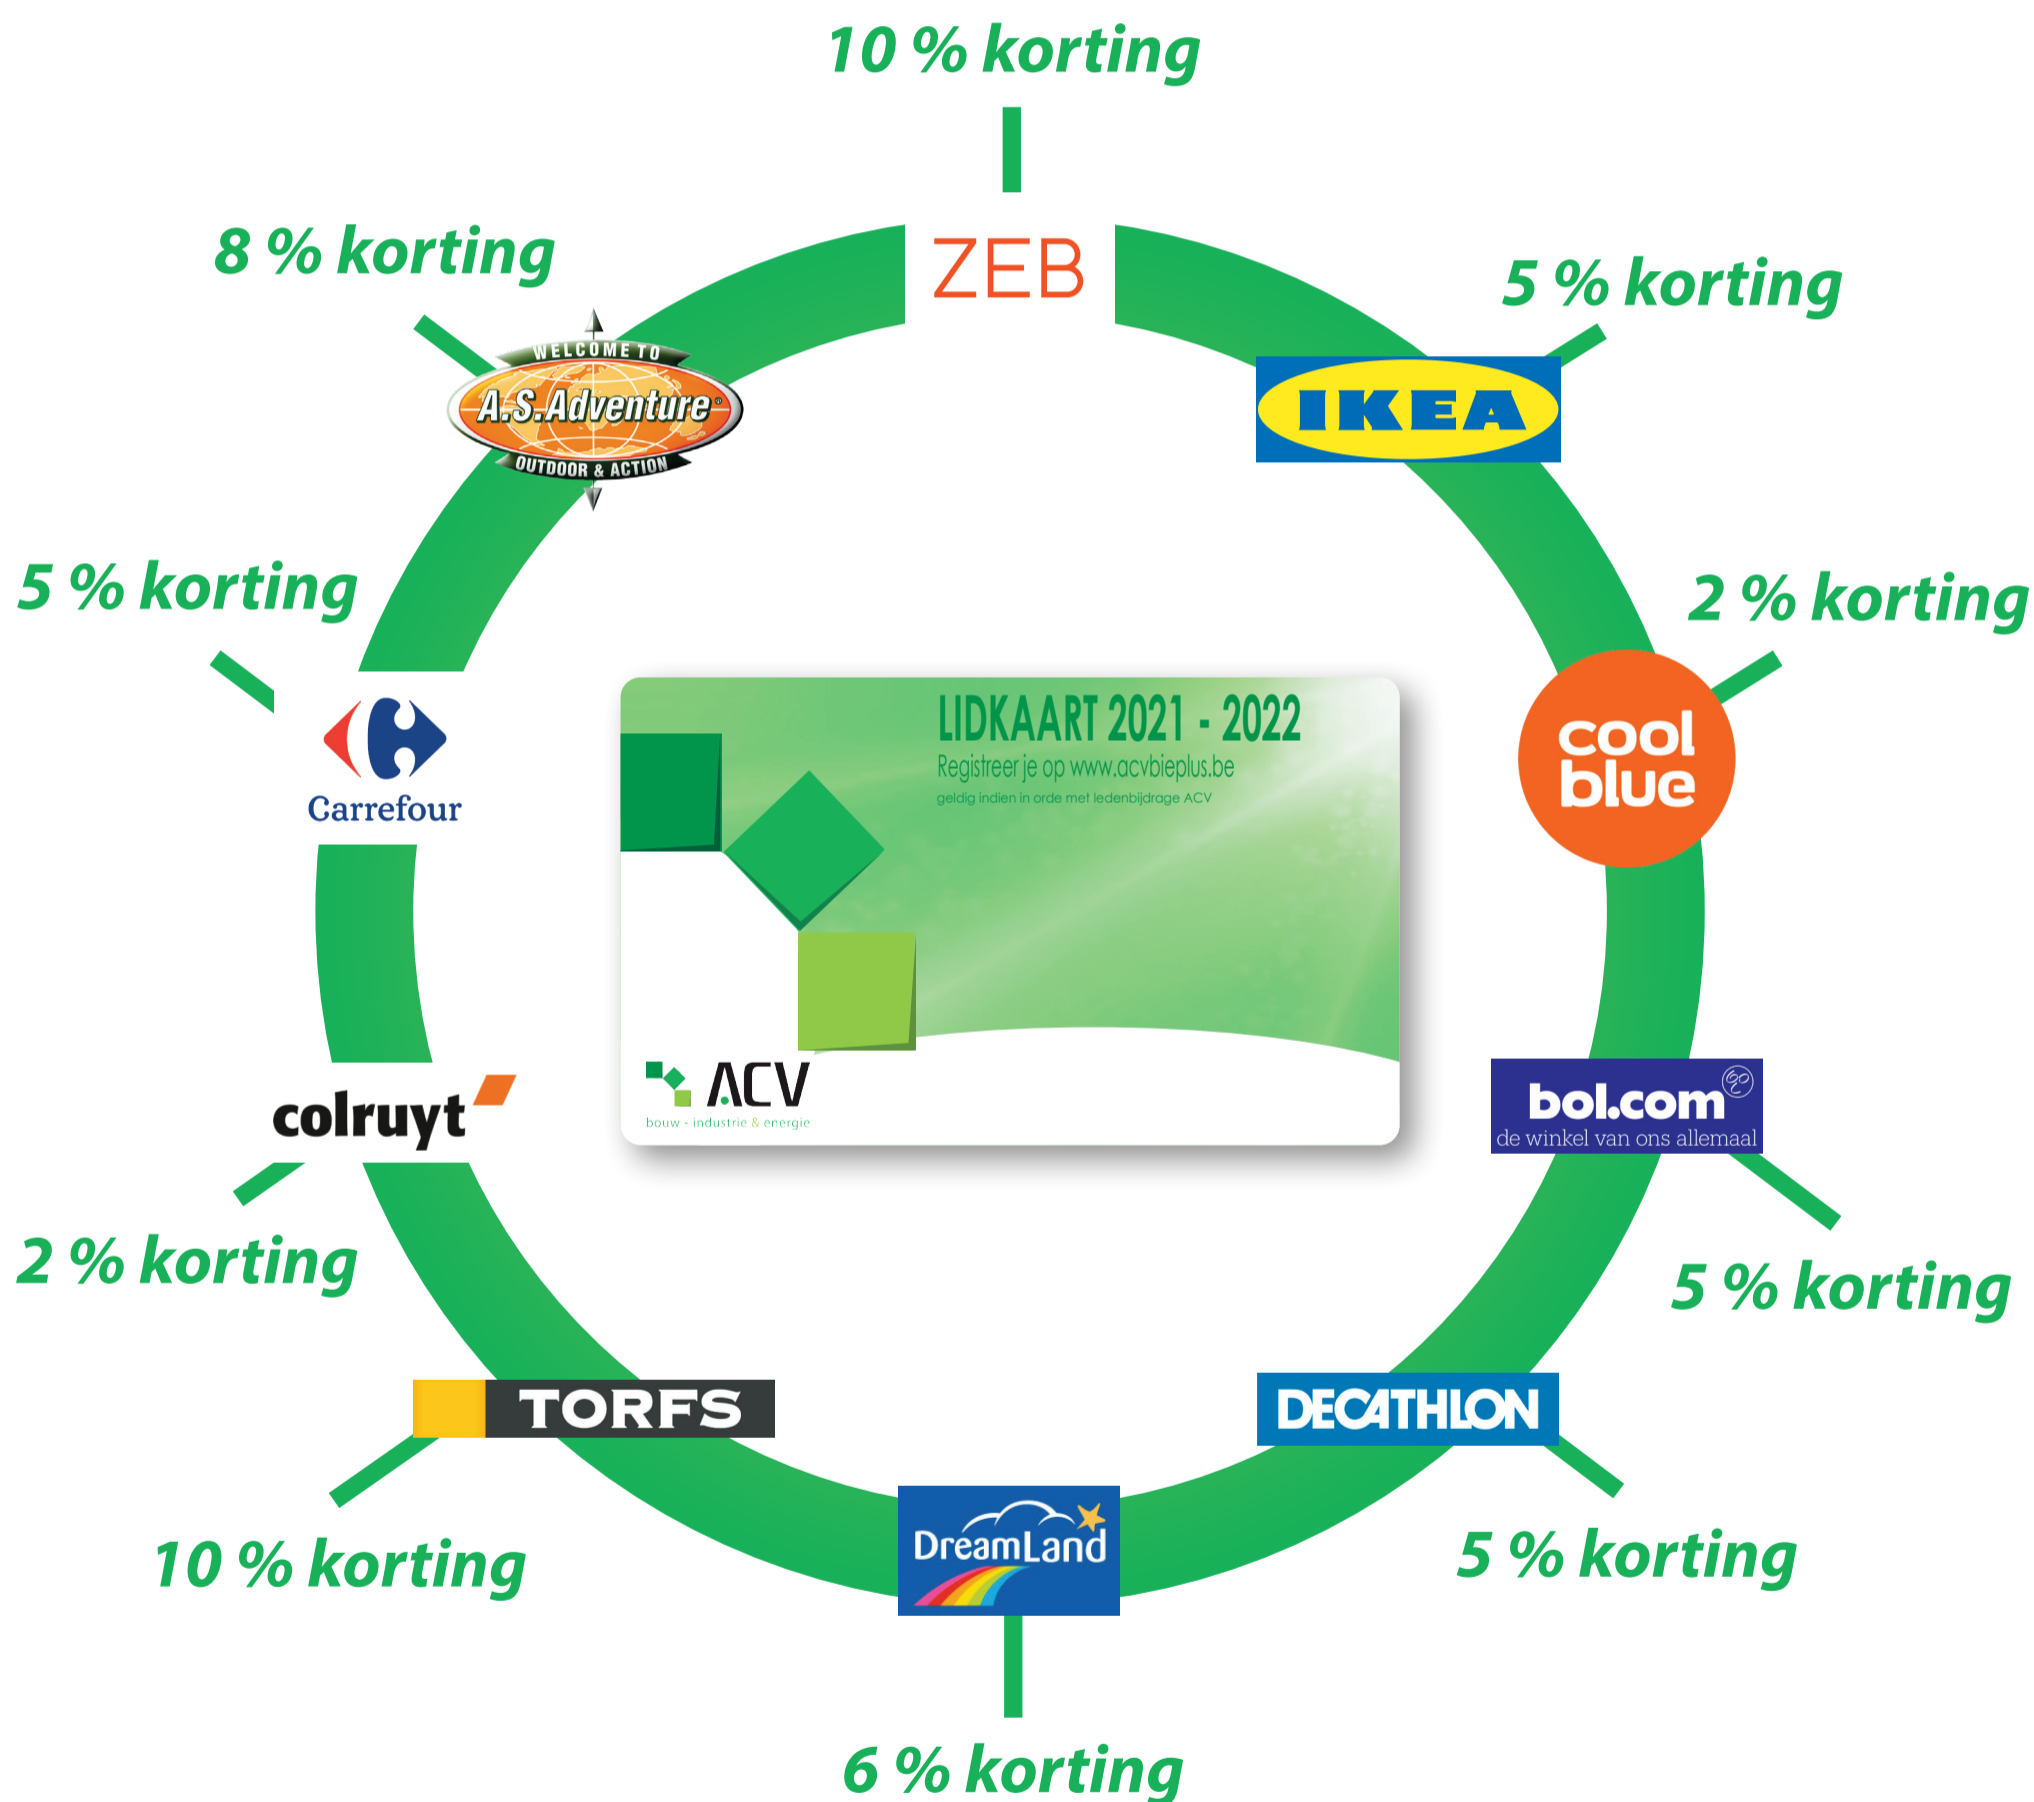 10 % korting
ZEB
8 % korting
WELCOME TO
A.S.Adventure®
OUTDOOR & ACTION
5 % korting
IKEA
5 % korting
Carrefour
2 % korting
cool
blue
LIDKAART 2021 - 2022
Registreer je op www.acvbieplus.be
geldig indien in orde met ledenbijdrage ACV
ACV
bouw - industrie & energie
colruyt
2 % korting
bol.com
de winkel van ons allemaal
5 % korting
TORFS
10 % korting
DECATHLON
5 % korting
DreamLand
6 % korting